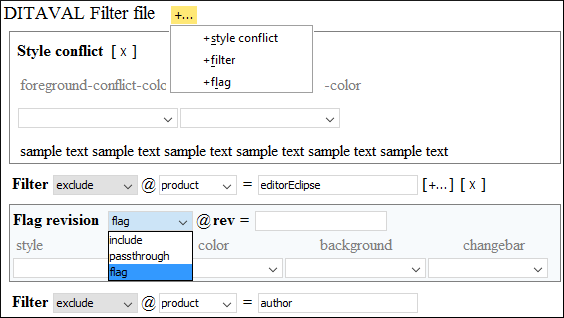 DITAVAL Filter file +...
+style conflict
Style conflict [ x ]
+filter
foreground-conflict-colo -color
+flag
sample text sample text sample text sample text sample text sample text
Filter exclude @ product = editorEclipse [+...] [ x ]
Flag revision flag @rev =
include
style color background changebar
passthrough
flag
Filter exclude @ product = author